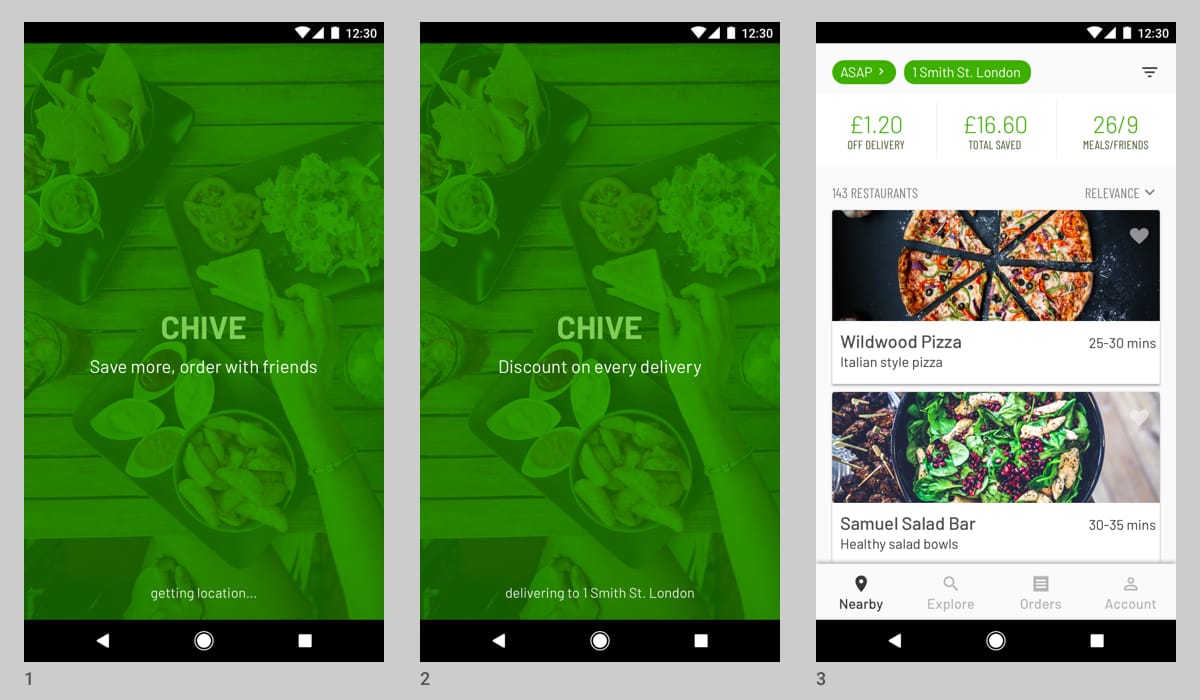 12:30
CHIVE
Save more, order with friends
getting location...
1
12:30
CHIVE
Discount on every delivery
delivering to 1 Smith St. London
2
12:30
ASAP > 1 Smith St. London
£1.20 £16.60 26/9
OFF DELIVERY TOTAL SAVED MEALS/FRIENDS
143 RESTAURANTS RELEVANCE
Wildwood Pizza 25-30 mins
Italian style pizza
Samuel Salad Bar 30-35 mins
Healthy salad bowls
Nearby Explore Orders Account
3